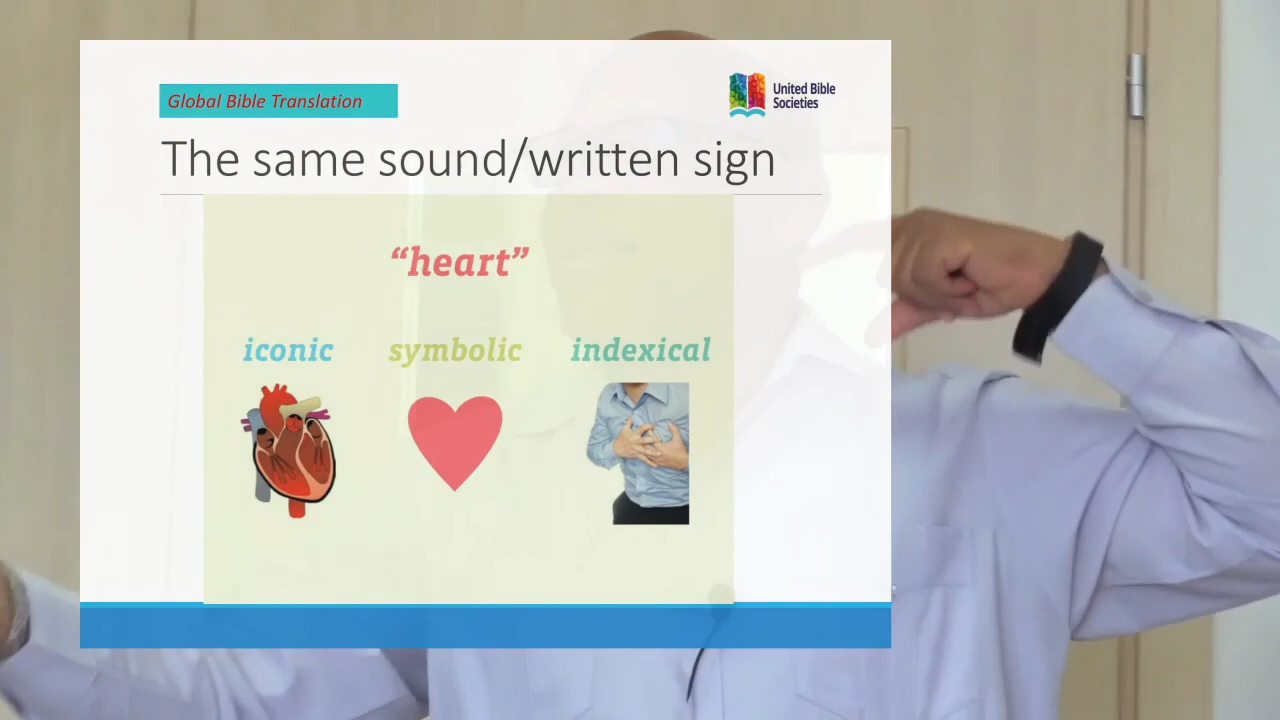 Global Bible Translation
United Bible
Societies
The same sound/written sign
“heart”
iconic symbolic indexical